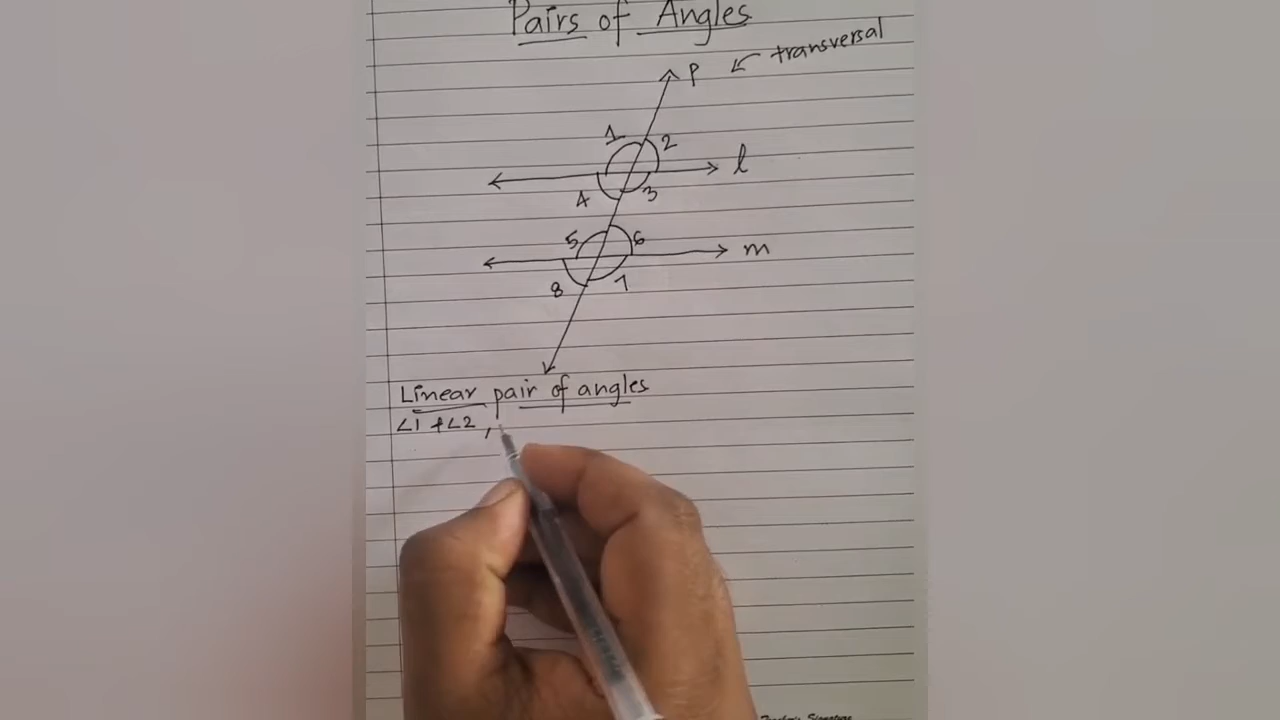 Pairs of Angles
transversal
P
1
2
l
4
3
5
6
m
8
7
Linear pair of angles
∠1 + ∠2 ,